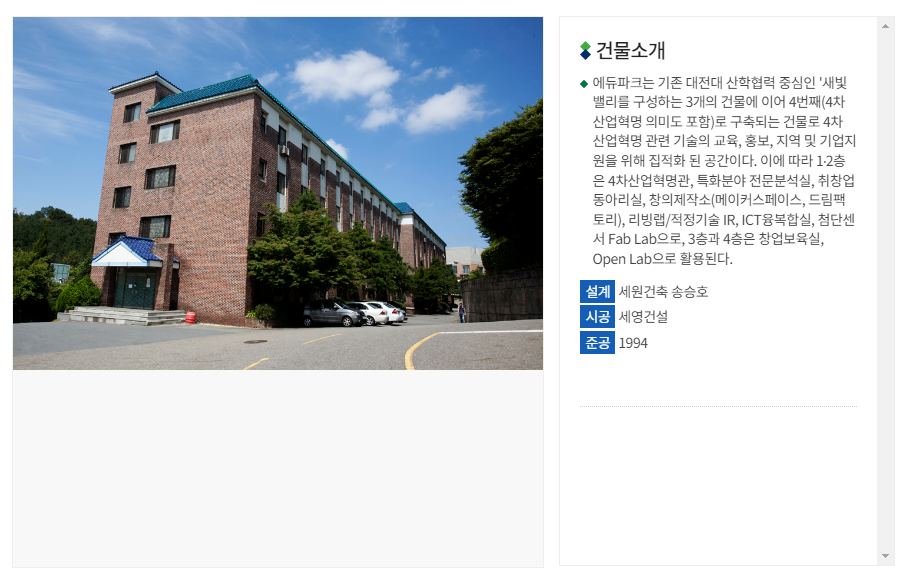 건물소개
에듀파크는 기존 대전대 산학협력 중심인 '새빛
밸리를 구성하는 3개의 건물에 이어 4번째(4차
산업혁명 의미도 포함)로 구축되는 건물로 4차
산업혁명 관련 기술의 교육, 홍보, 지역 및 기업지
원을 위해 집적화 된 공간이다. 이에 따라 1·2층
은 4차산업혁명관, 특화분야 전문분석실, 취창업
동아리실, 창의제작소(메이커스페이스, 드림팩
토리), 리빙랩/적정기술 IR, ICT융복합실, 첨단센
서 Fab Lab으로, 3층과 4층은 창업보육실,
Open Lab으로 활용된다.
설계 세원건축 송승호
시공 세영건설
준공 1994